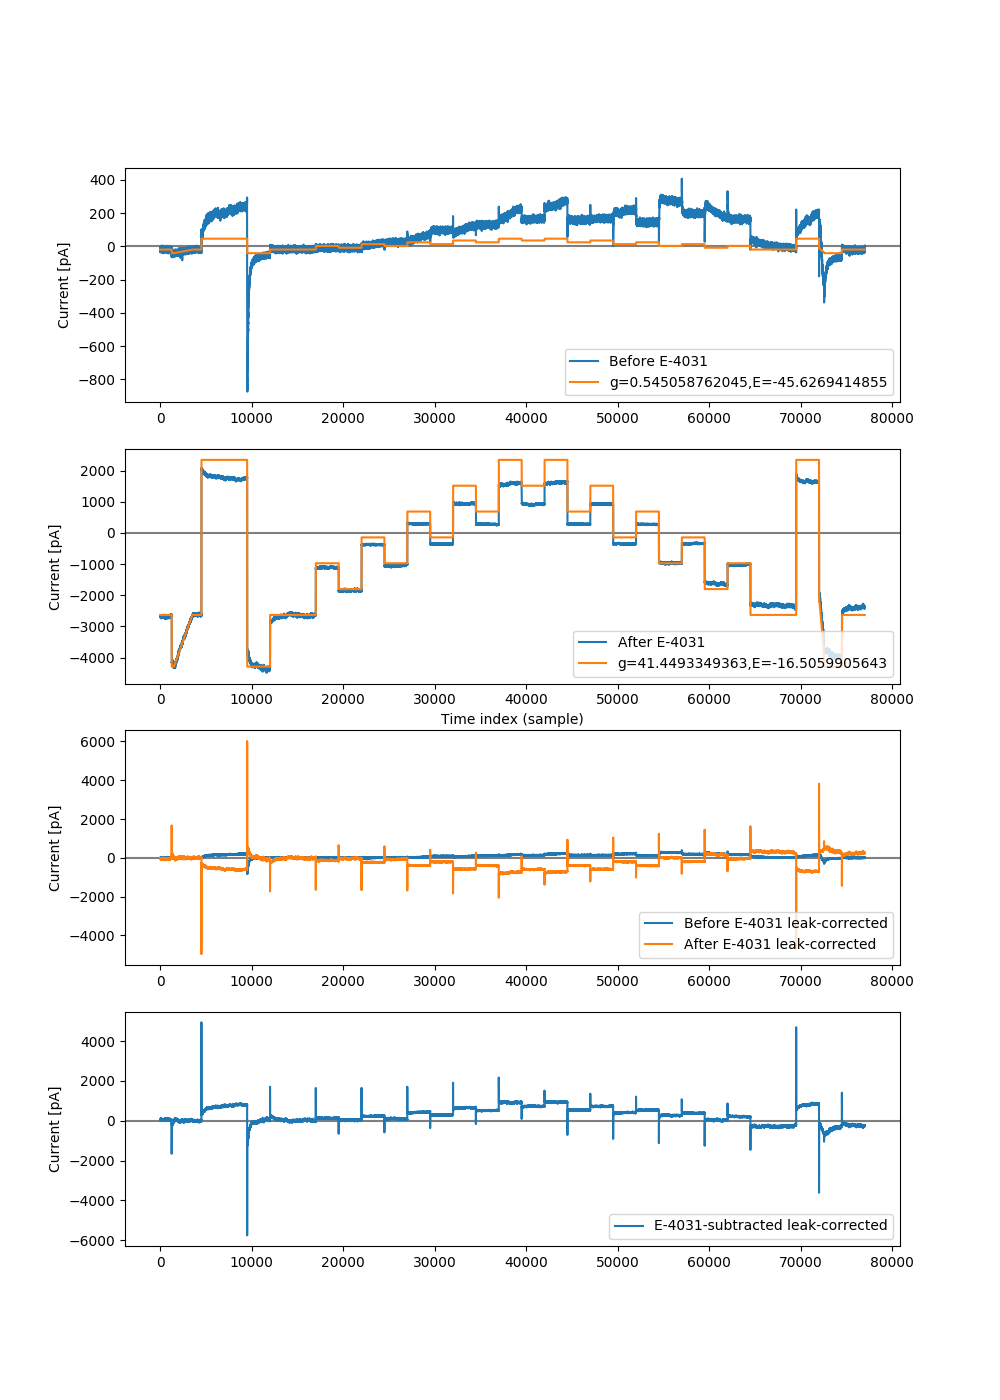 400
200
0
−200
−400
−600
−800
Current [pA]
Before E-4031
g=0.545058762045,E=-45.6269414855
0 10000 20000 30000 40000 50000 60000 70000 80000
2000
1000
0
−1000
−2000
−3000
−4000
Current [pA]
After E-4031
g=41.4493349363,E=-16.5059905643
0 10000 20000 30000 40000 50000 60000 70000 80000
Time index (sample)
6000
4000
2000
0
−2000
−4000
Current [pA]
Before E-4031 leak-corrected
After E-4031 leak-corrected
0 10000 20000 30000 40000 50000 60000 70000 80000
4000
2000
0
−2000
−4000
−6000
Current [pA]
E-4031-subtracted leak-corrected
0 10000 20000 30000 40000 50000 60000 70000 80000